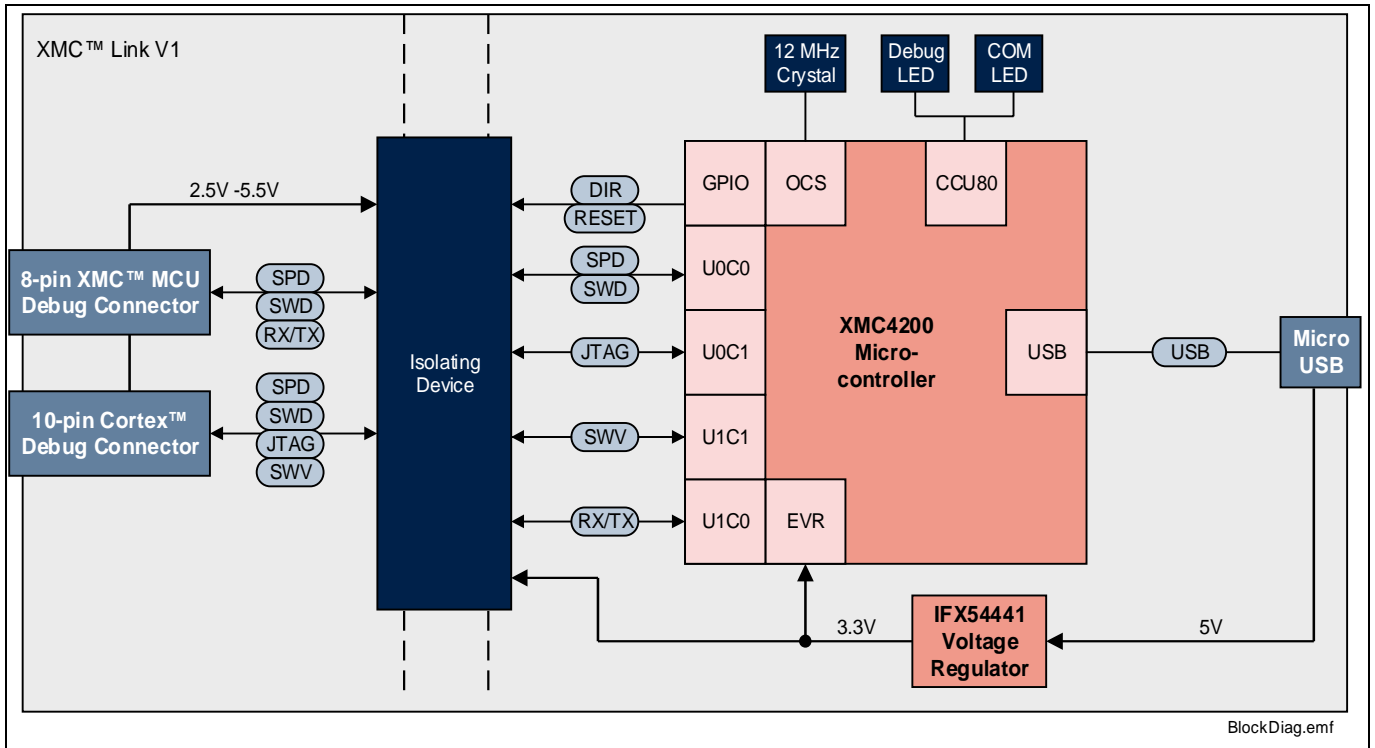 XMC™ Link V1
12 MHz
Crystal
Debug
LED
COM
LED
2.5V -5.5V
8-pin XMC™ MCU
Debug Connector
SPD
SWD
RX/TX
10-pin Cortex™
Debug Connector
SPD
SWD
JTAG
SWV
Isolating
Device
DIR
RESET
SPD
SWD
JTAG
SWV
RX/TX
GPIO
OCS
CCU80
U0C0
U0C1
U1C1
U1C0
EVR
XMC4200
Micro-
controller
USB
USB
Micro
USB
3.3V
IFX54441
Voltage
Regulator
5V
BlockDiag.emf